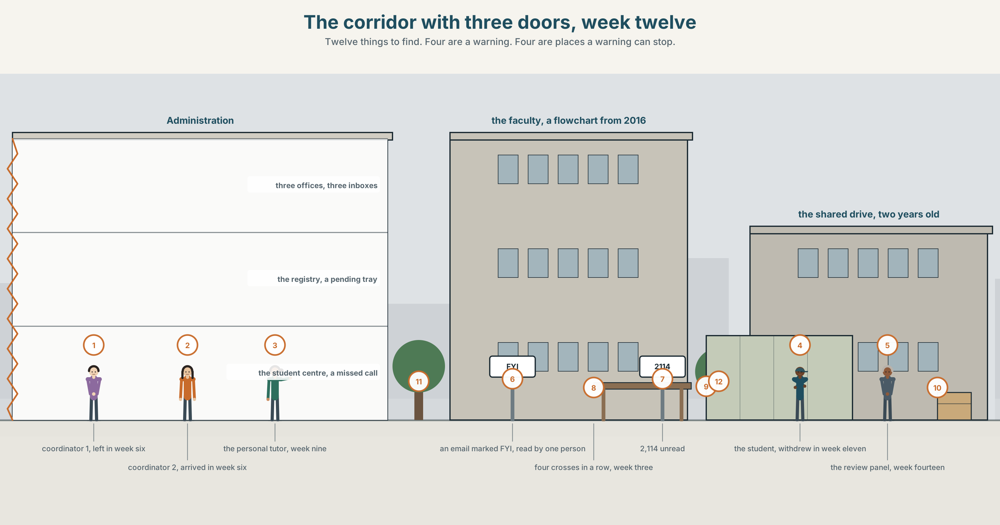 The corridor with three doors, week twelve
Twelve things to find. Four are a warning. Four are places a warning can stop.
Administration
the faculty, a flowchart from 2016
the shared drive, two years old
three offices, three inboxes
the registry, a pending tray
the student centre, a missed call
1
2
3
4
5
FYI
2114
6
7
8
9
12
10
11
coordinator 1, left in week six
the personal tutor, week nine
an email marked FYI, read by one person
2,114 unread
the student, withdrew in week eleven
coordinator 2, arrived in week six
four crosses in a row, week three
the review panel, week fourteen